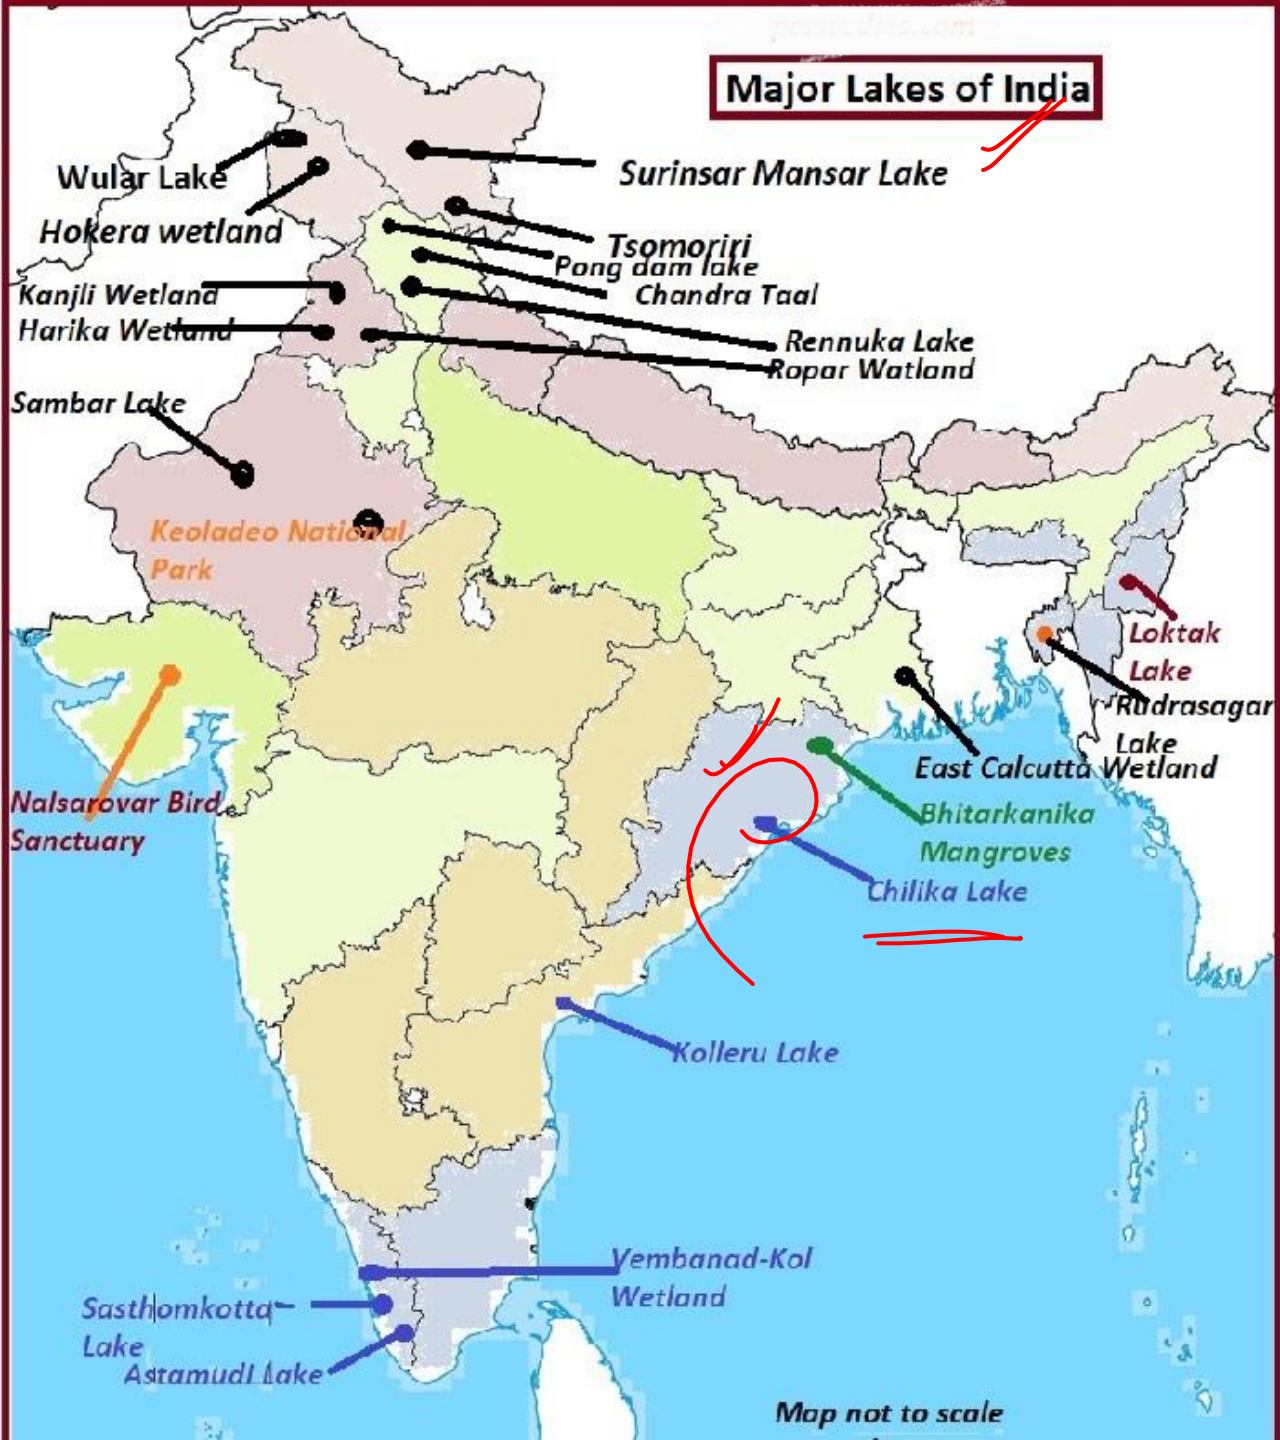 Major Lakes of India
Wular Lake
Surinsar Mansar Lake
Hokera wetland
Tsomoriri
Pong dam lake
Kanjli Wetland
Chandra Taal
Harika Wetland
Rennuka Lake
Ropar Watland
Sambar Lake
Keoladeo National
Park
Loktak
Lake
Rudrasagar
Lake
East Calcutta Wetland
Nalsarovar Bird
Sanctuary
Bhitarkanika
Mangroves
Chilika Lake
Kolleru Lake
Vembanad-Kol
Wetland
Sasthomkotta
Lake
Astamudi Lake
Map not to scale